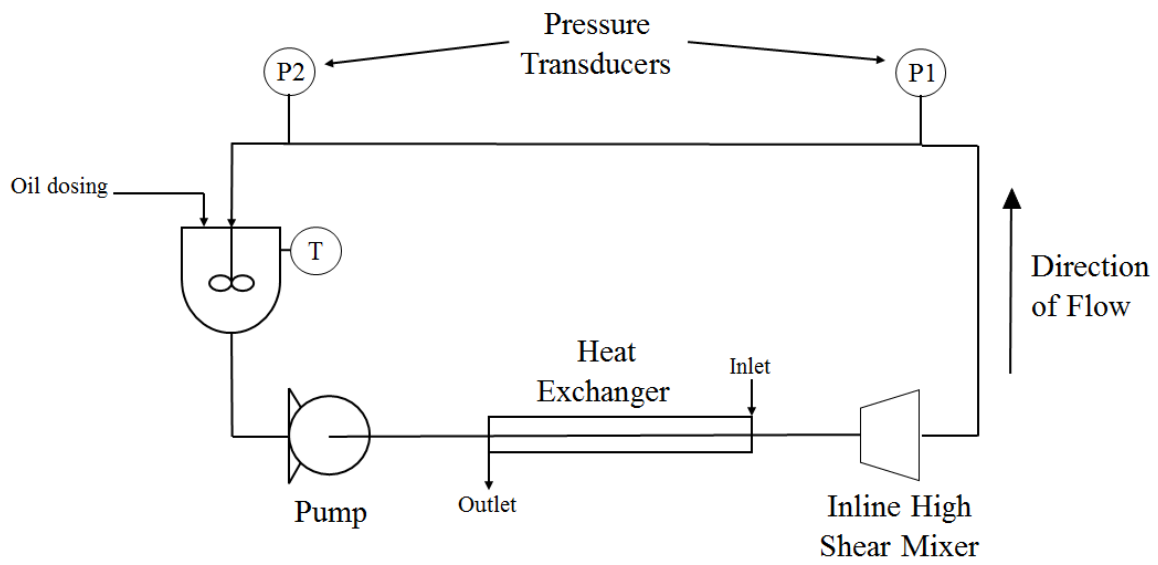 Pressure
Transducers
P2
P1
Oil dosing
T
Direction
of Flow
Heat
Exchanger
Inlet
Outlet
Pump
Inline High
Shear Mixer